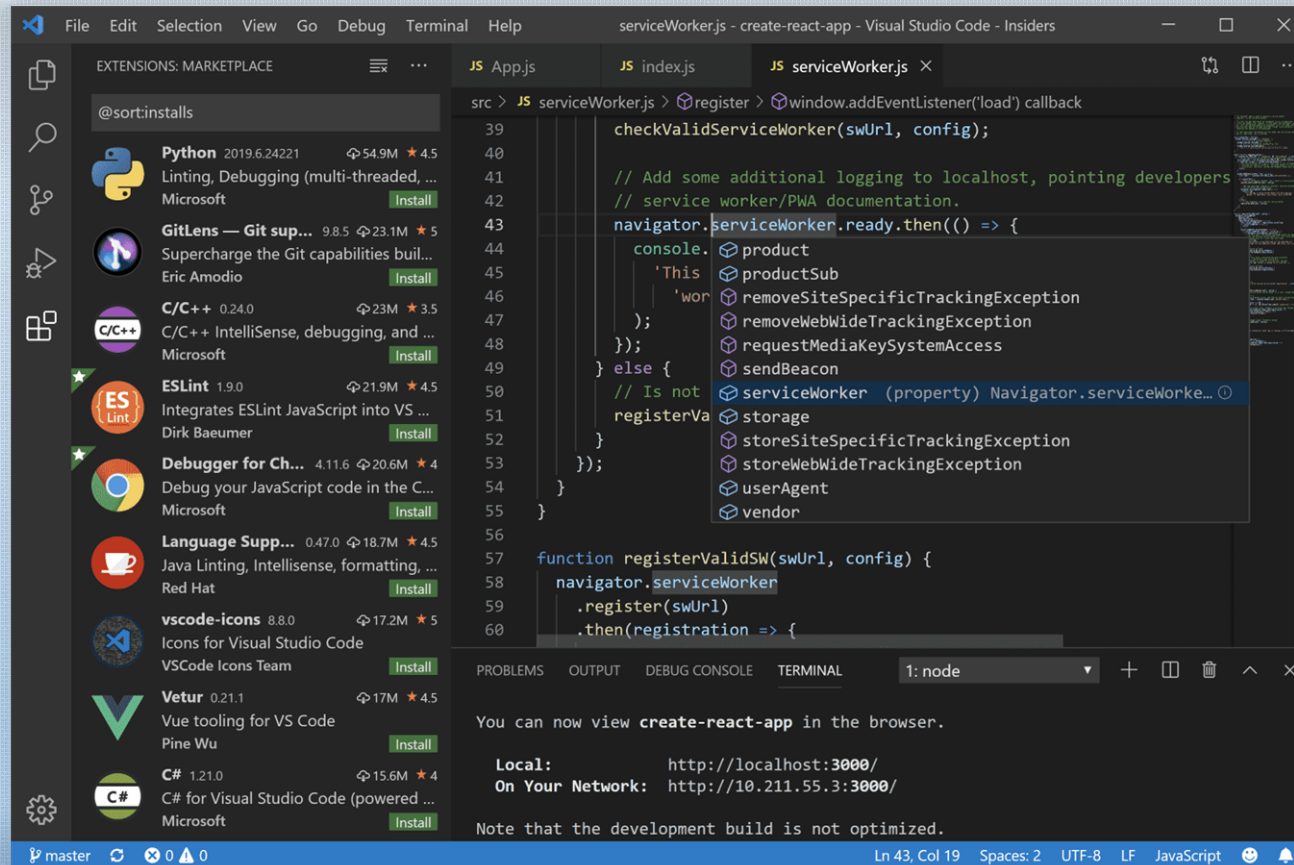 File Edit Selection View Go Debug Terminal Help serviceWorker.js - create-react-app - Visual Studio Code - Insiders
EXTENSIONS: MARKETPLACE
@sort:installs
Python 2019.6.24221 54.9M ★ 4.5
Linting, Debugging (multi-threaded, ...
Microsoft Install
GitLens — Git sup... 9.8.5 23.1M ★ 5
Supercharge the Git capabilities buil...
Eric Amodio Install
C/C++
C/C++ 0.24.0 23M ★ 3.5
C/C++ IntelliSense, debugging, and ...
Microsoft Install
ES
Lint
ESLint 1.9.0 21.9M ★ 4.5
Integrates ESLint JavaScript into VS ...
Dirk Baeumer Install
Debugger for Ch... 4.11.6 20.6M ★ 4
Debug your JavaScript code in the C...
Microsoft Install
Language Supp... 0.47.0 18.7M ★ 4.5
Java Linting, Intellisense, formatting, ...
Red Hat Install
vscode-icons 8.8.0 17.2M ★ 5
Icons for Visual Studio Code
VSCode Icons Team Install
Vetur 0.21.1 17M ★ 4.5
Vue tooling for VS Code
Pine Wu Install
C#
C# 1.21.0 15.6M ★ 4
C# for Visual Studio Code (powered ...
Microsoft Install
JS App.js JS index.js JS serviceWorker.js ×
src > JS serviceWorker.js > register > window.addEventListener('load') callback
39 checkValidServiceWorker(swUrl, config);
40
41 // Add some additional logging to localhost, pointing developers
42 // service worker/PWA documentation.
43 navigator.serviceWorker.ready.then(() => {
44 console.
45 'This
46 'wor
47 );
48 });
49 } else {
50 // Is not
51 registerVa
52 }
53 });
54 }
55 }
56
57 function registerValidSW(swUrl, config) {
58 navigator.serviceWorker
59 .register(swUrl)
60 .then(registration => {
product
productSub
removeSiteSpecificTrackingException
removeWebWideTrackingException
requestMediaKeySystemAccess
sendBeacon
serviceWorker (property) Navigator.serviceWorke...
storage
storeSiteSpecificTrackingException
storeWebWideTrackingException
userAgent
vendor
PROBLEMS OUTPUT DEBUG CONSOLE TERMINAL 1: node
You can now view create-react-app in the browser.
Local: http://localhost:3000/
On Your Network: http://10.211.55.3:3000/
Note that the development build is not optimized.
master 0 0 Ln 43, Col 19 Spaces: 2 UTF-8 LF JavaScript